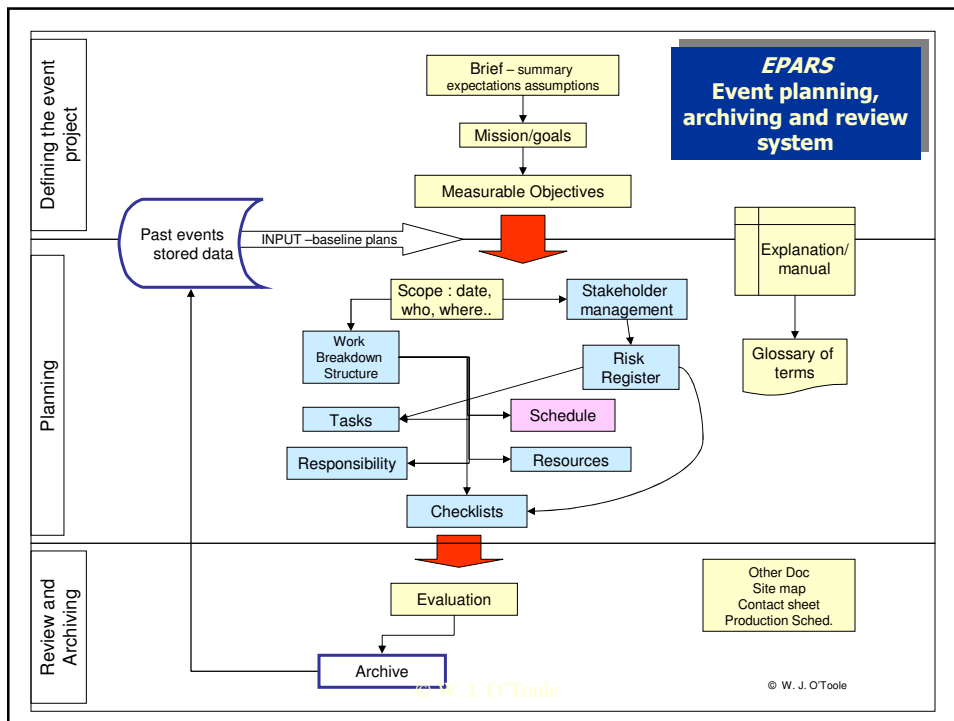 Defining the event
project
Brief – summary
expectations assumptions
Mission/goals
Measurable Objectives
EPARS
Event planning,
archiving and review
system
Past events
stored data
INPUT –baseline plans
Explanation/
manual
Glossary of
terms
Planning
Scope : date,
who, where..
Stakeholder
management
Work
Breakdown
Structure
Risk
Register
Tasks
Schedule
Responsibility
Resources
Checklists
Review and
Archiving
Evaluation
Archive
Other Doc
Site map
Contact sheet
Production Sched.
© W. J. O'Toole
© W. J. O'Toole